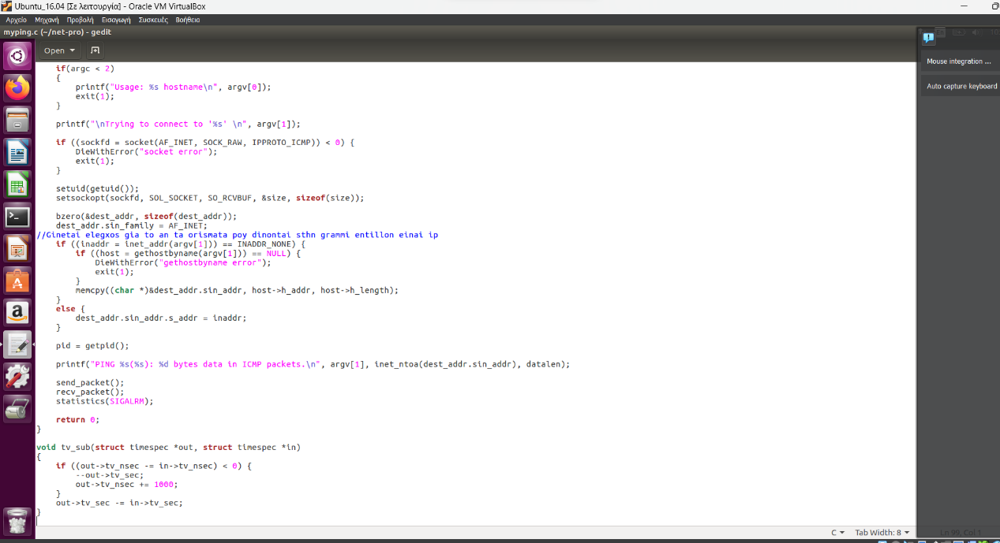 Ubuntu_16.04 [Σε λειτουργία] - Oracle VM VirtualBox
Αρχείο Μηχανή Προβολή Εισαγωγή Συσκευές Βοήθεια
myping.c (~/net-pro) - gedit
Open
if(argc < 2)
{
printf("Usage: %s hostname\n", argv[0]);
exit(1);
}
printf("\nTrying to connect to '%s' \n", argv[1]);
if ((sockfd = socket(AF_INET, SOCK_RAW, IPPROTO_ICMP)) < 0) {
DieWithError("socket error");
exit(1);
}
setuid(getuid());
setsockopt(sockfd, SOL_SOCKET, SO_RCVBUF, &size, sizeof(size));
bzero(&dest_addr, sizeof(dest_addr));
dest_addr.sin_family = AF_INET;
//Ginetai elegxos gia to an ta orismata poy dinontai sthn grammi entillon einai ip
if ((inaddr = inet_addr(argv[1])) == INADDR_NONE) {
if ((host = gethostbyname(argv[1])) == NULL) {
DieWithError("gethostbyname error");
exit(1);
}
memcpy((char *)&dest_addr.sin_addr, host->h_addr, host->h_length);
}
else {
dest_addr.sin_addr.s_addr = inaddr;
}
pid = getpid();
printf("PING %s(%s): %d bytes data in ICMP packets.\n", argv[1], inet_ntoa(dest_addr.sin_addr), datalen);
send_packet();
recv_packet();
statistics(SIGALRM);
return 0;
}
void tv_sub(struct timespec *out, struct timespec *in)
{
if ((out->tv_nsec -= in->tv_nsec) < 0) {
--out->tv_sec;
out->tv_nsec += 1000;
}
out->tv_sec -= in->tv_sec;
}
Mouse integration ...
Auto capture keyboard
C Tab Width: 8 Ln 99, Col 1